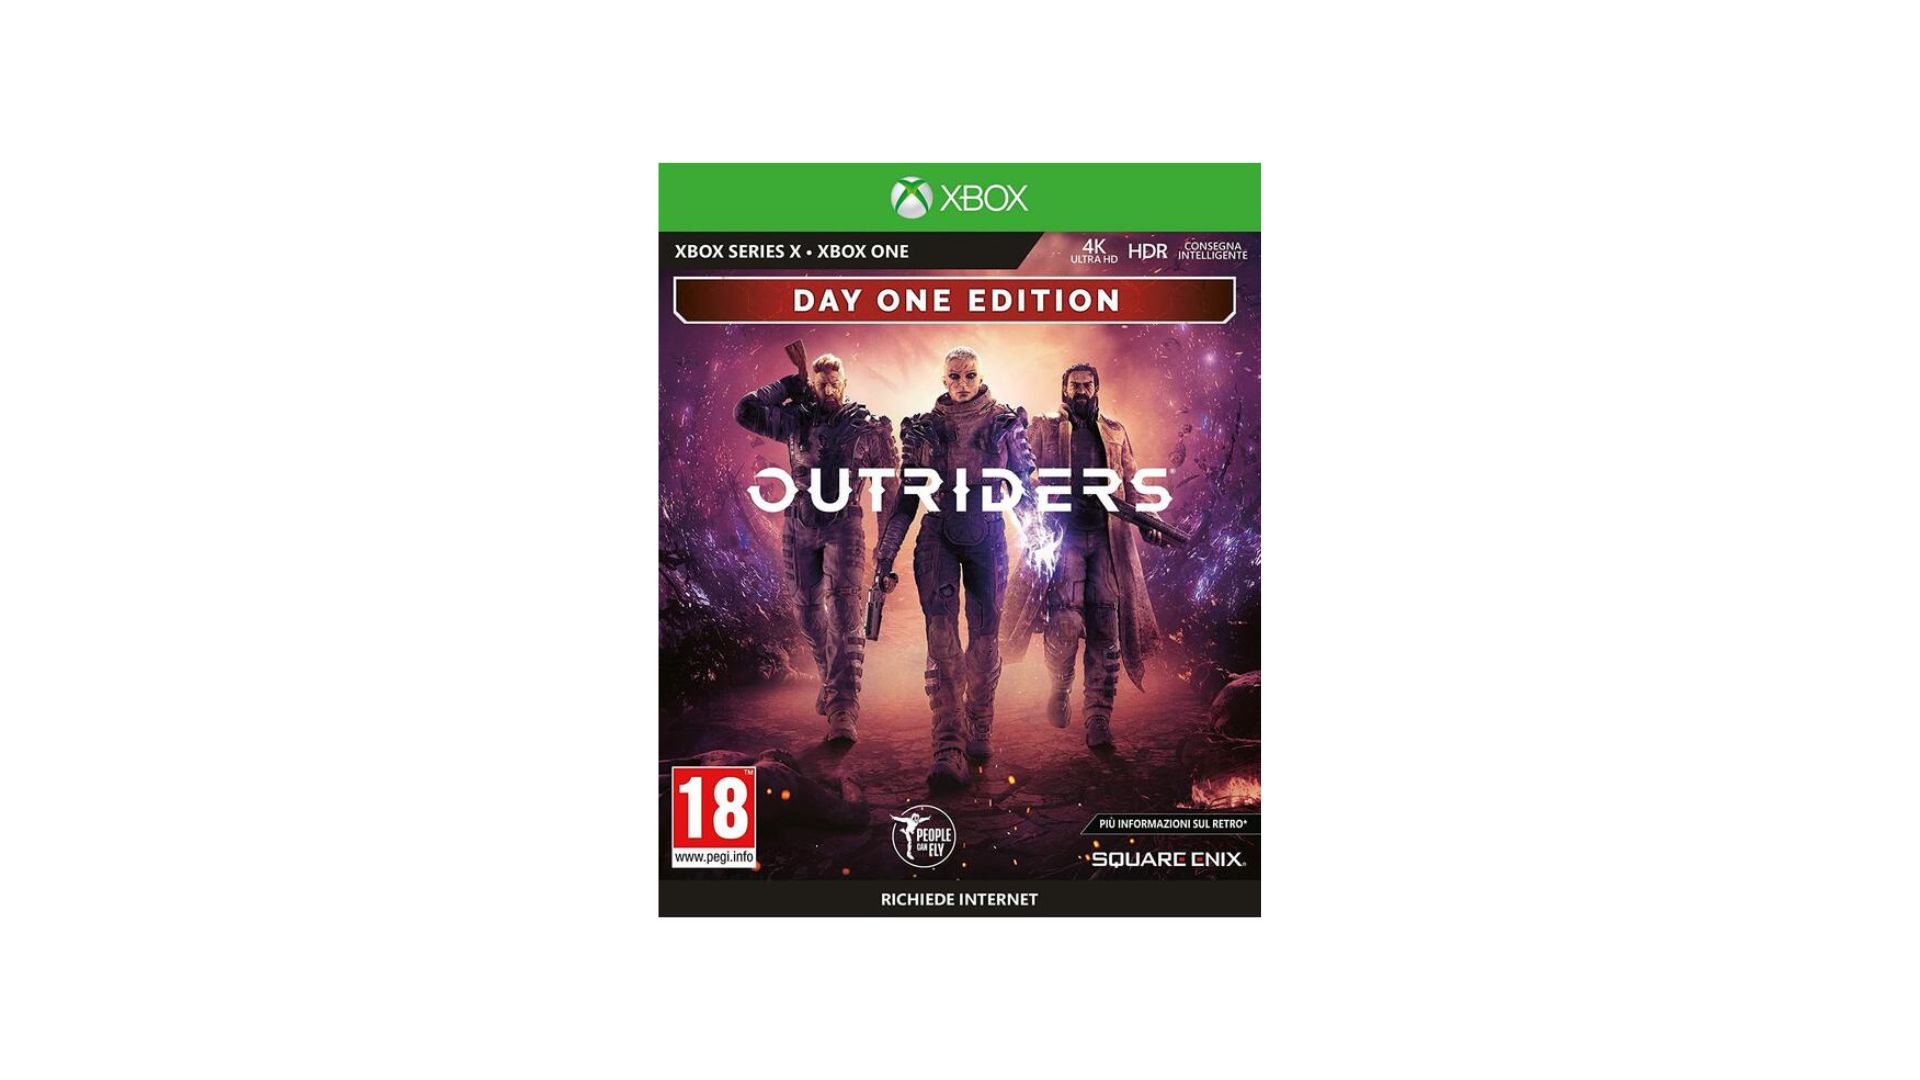 XBOX
XBOX SERIES X • XBOX ONE
4K
ULTRA HD
HDR
CONSEGNA
INTELLIGENTE
DAY ONE EDITION
OUTRIDERS
18
www.pegi.info
PEOPLE
CAN
FLY
PIÙ INFORMAZIONI SUL RETRO*
SQUARE ENIX
RICHIEDE INTERNET